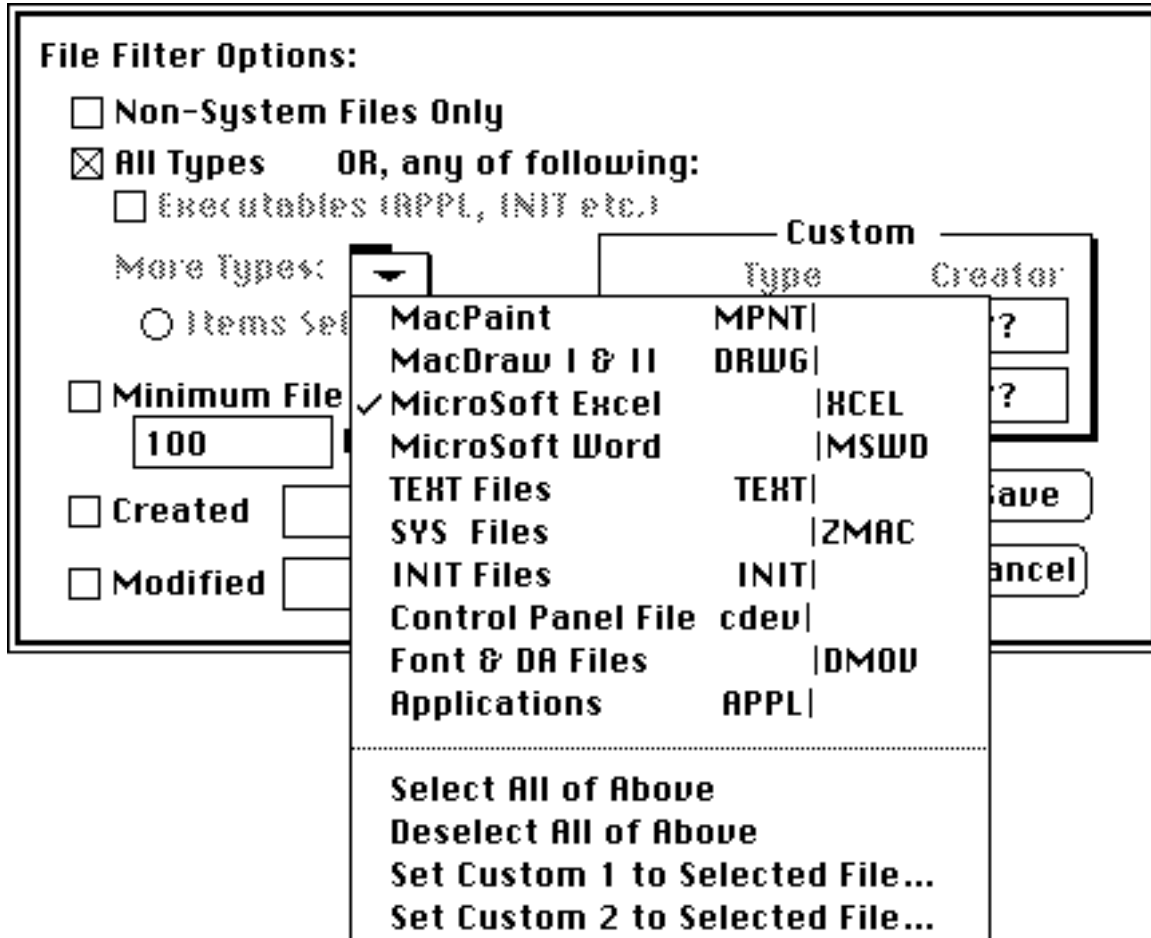 File Filter Options:
Non-System Files Only
All Types OR, any of following:
Executables (APPL, INIT etc.)
Custom
More Types: Type Creator
Items Sel
??
??
Minimum File
100
Created
Modified
Save
Cancel
MacPaint MPNT|
MacDraw I & II DRWG|
MicroSoft Excel |XCEL
MicroSoft Word |MSWD
TEXT Files TEXT|
SYS Files |ZMAC
INIT Files INIT|
Control Panel File cdev|
Font & DA Files |DMOV
Applications APPL|
Select All of Above
Deselect All of Above
Set Custom 1 to Selected File...
Set Custom 2 to Selected File...